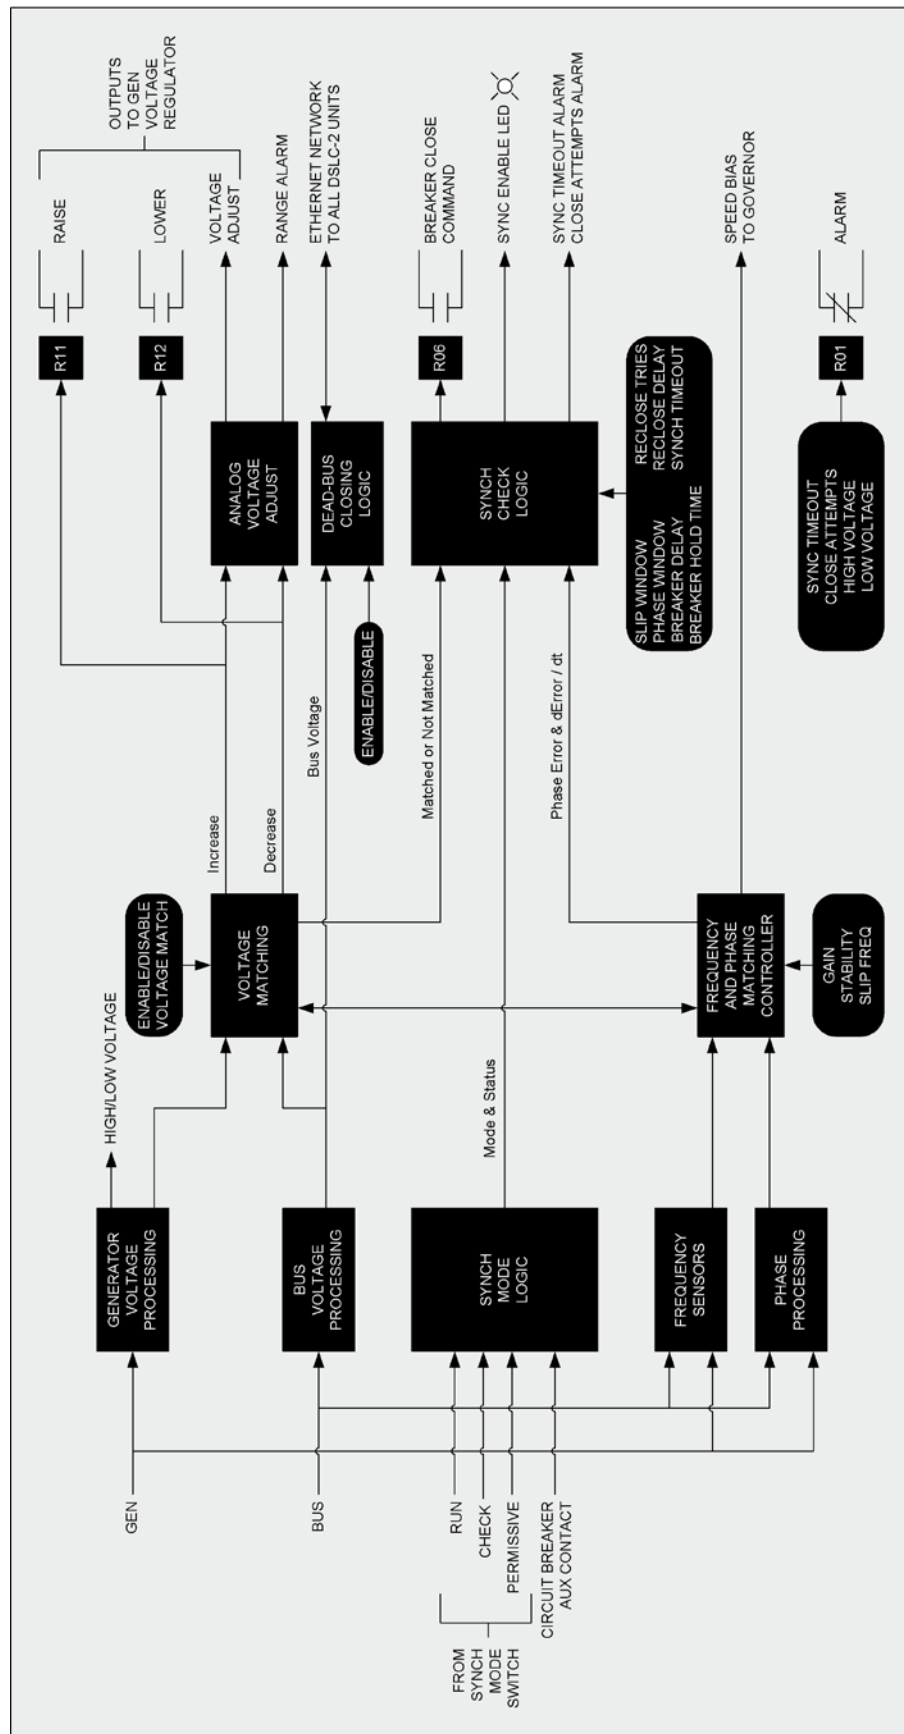 GEN
BUS
FROM
SYNCH
MODE
SWITCH
RUN
CHECK
PERMISSIVE
CIRCUIT BREAKER
AUX CONTACT
GENERATOR
VOLTAGE
PROCESSING
BUS
VOLTAGE
PROCESSING
SYNCH
MODE
LOGIC
FREQUENCY
SENSORS
PHASE
PROCESSING
HIGH/LOW VOLTAGE
Mode & Status
ENABLE/DISABLE
VOLTAGE MATCH
VOLTAGE
MATCHING
FREQUENCY
AND PHASE
MATCHING
CONTROLLER
GAIN
STABILITY
SLIP FREQ
Increase
Decrease
Bus Voltage
ENABLE/DISABLE
Matched or Not Matched
Phase Error & dError / dt
ANALOG
VOLTAGE
ADJUST
DEAD-BUS
CLOSING
LOGIC
SYNCH
CHECK
LOGIC
SLIP WINDOW
PHASE WINDOW
BREAKER DELAY
BREAKER HOLD TIME
RECLOSE TRIES
RECLOSE DELAY
SYNCH TIMEOUT
SYNC TIMEOUT
CLOSE ATTEMPTS
HIGH VOLTAGE
LOW VOLTAGE
R11
R12
R06
R01
RAISE
LOWER
VOLTAGE
ADJUST
OUTPUTS
TO GEN
VOLTAGE
REGULATOR
RANGE ALARM
ETHERNET NETWORK
TO ALL DSLC-2 UNITS
BREAKER CLOSE
COMMAND
SYNC ENABLE LED
SYNC TIMEOUT ALARM
CLOSE ATTEMPTS ALARM
SPEED BIAS
TO GOVERNOR
ALARM